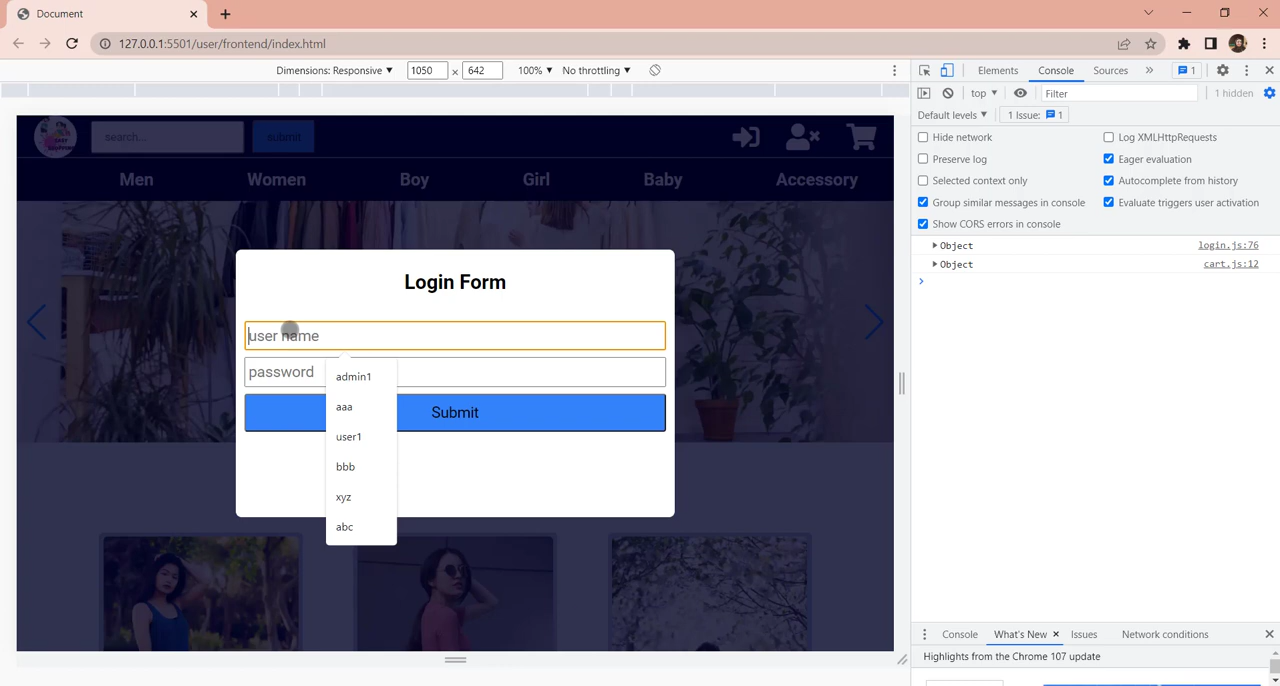 Document
127.0.0.1:5501/user/frontend/index.html
Dimensions: Responsive 1050 x 642 100% No throttling
Elements Console Sources 1
top Filter 1 hidden
Default levels 1 Issue: 1
Hide network Log XMLHttpRequests
Preserve log Eager evaluation
Selected context only Autocomplete from history
Group similar messages in console Evaluate triggers user activation
Show CORS errors in console
Object login.js:76
Object cart.js:12
search... submit
Men Women Boy Girl Baby Accessory
Login Form
user name
password
Submit
admin1
aaa
user1
bbb
xyz
abc
Console What's New Issues Network conditions
Highlights from the Chrome 107 update